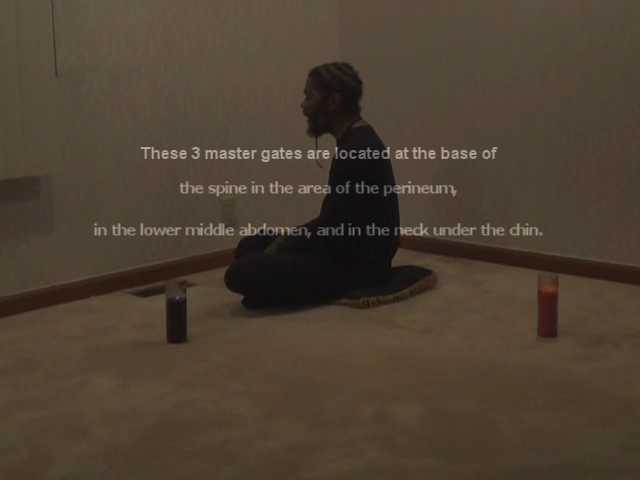 These 3 master gates are located at the base of
the spine in the area of the perineum,
in the lower middle abdomen, and in the neck under the chin.